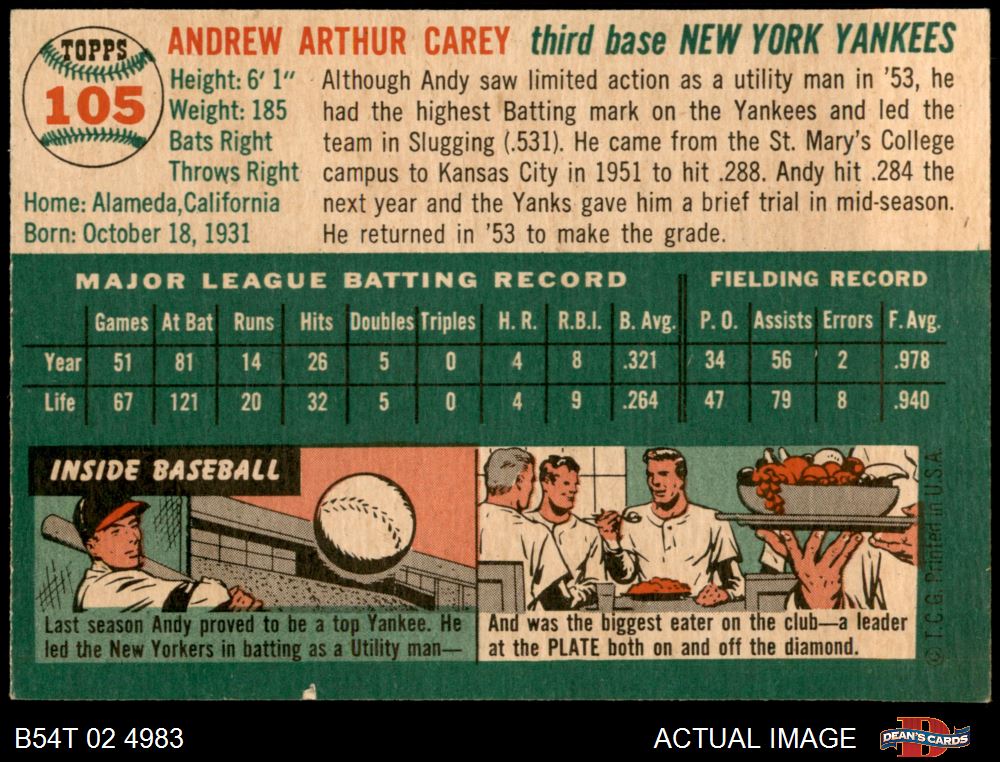 TOPPS
105
ANDREW ARTHUR CAREY third base NEW YORK YANKEES
Height: 6' 1"
Weight: 185
Bats Right
Throws Right
Home: Alameda,California
Born: October 18, 1931
Although Andy saw limited action as a utility man in '53, he
had the highest Batting mark on the Yankees and led the
team in Slugging (.531). He came from the St. Mary's College
campus to Kansas City in 1951 to hit .288. Andy hit .284 the
next year and the Yanks gave him a brief trial in mid-season.
He returned in '53 to make the grade.
MAJOR LEAGUE BATTING RECORD FIELDING RECORD
Games At Bat Runs Hits Doubles Triples H. R. R.B.I. B. Avg. P. O. Assists Errors F. Avg.
Year 51 81 14 26 5 0 4 8 .321 34 56 2 .978
Life 67 121 20 32 5 0 4 9 .264 47 79 8 .940
INSIDE BASEBALL
Last season Andy proved to be a top Yankee. He
led the New Yorkers in batting as a Utility man—
And was the biggest eater on the club—a leader
at the PLATE both on and off the diamond.
© T.C.G. Printed in U.S.A.
B54T 02 4983
ACTUAL IMAGE
DEAN'S CARDS